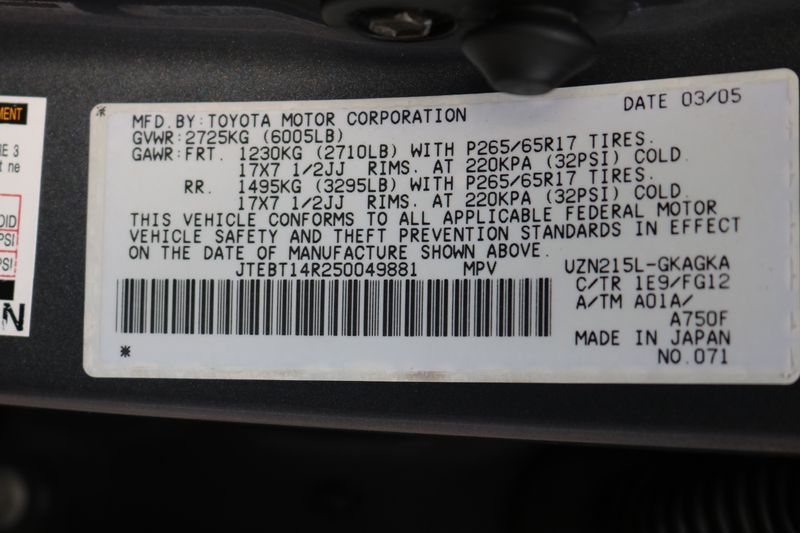 DATE 03/05
MFD.BY:TOYOTA MOTOR CORPORATION
GVWR:2725KG (6005LB)
GAWR:FRT. 1230KG (2710LB) WITH P265/65R17 TIRES.
17X7 1/2JJ RIMS. AT 220KPA (32PSI) COLD.
RR. 1495KG (3295LB) WITH P265/65R17 TIRES.
17X7 1/2JJ RIMS. AT 220KPA (32PSI) COLD.
THIS VEHICLE CONFORMS TO ALL APPLICABLE FEDERAL MOTOR
VEHICLE SAFETY AND THEFT PREVENTION STANDARDS IN EFFECT
ON THE DATE OF MANUFACTURE SHOWN ABOVE.
JTEBT14R250049881 MPV UZN215L-GKAGKA
C/TR 1E9/FG12
A/TM A01A/
A750F
MADE IN JAPAN
NO.071
PSI
PSI
N